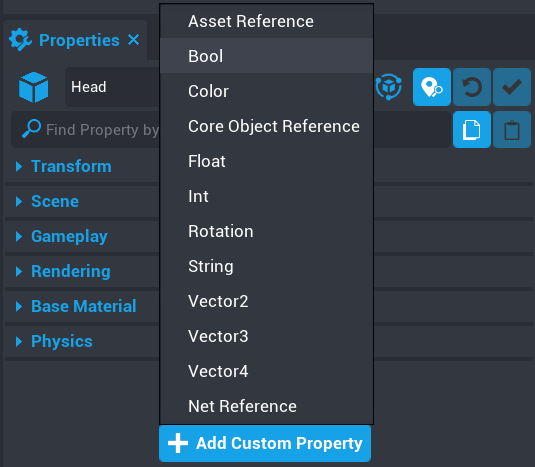 Properties
Head
Find Property by
Transform
Scene
Gameplay
Rendering
Base Material
Physics
Asset Reference
Bool
Color
Core Object Reference
Float
Int
Rotation
String
Vector2
Vector3
Vector4
Net Reference
Add Custom Property